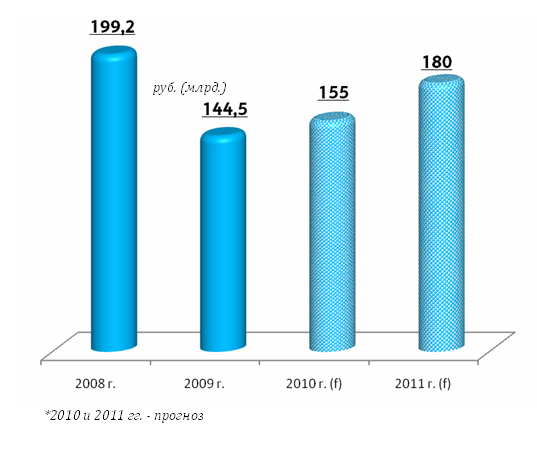 199,2
руб. (млрд.)
144,5
155
180
2008 г.
2009 г.
2010 г. (f)
2011 г. (f)
*2010 и 2011 гг. - прогноз